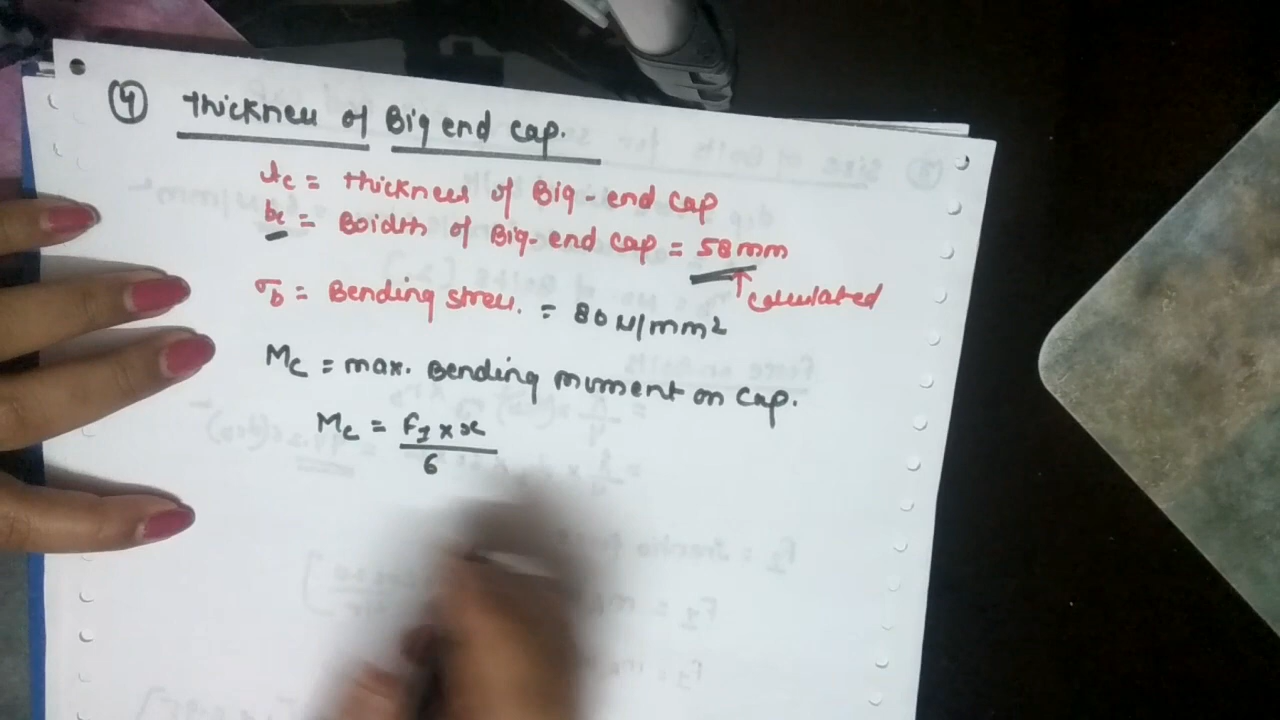 ④ Thickness of Big end cap.
tc = Thickness of Big-end cap
bc = Boidth of Big-end cap = 58mm
↑ calculated
σb = Bending stress. = 80 N/mm²
Mc = max. Bending moment on cap.
Mc = FI × x / 6